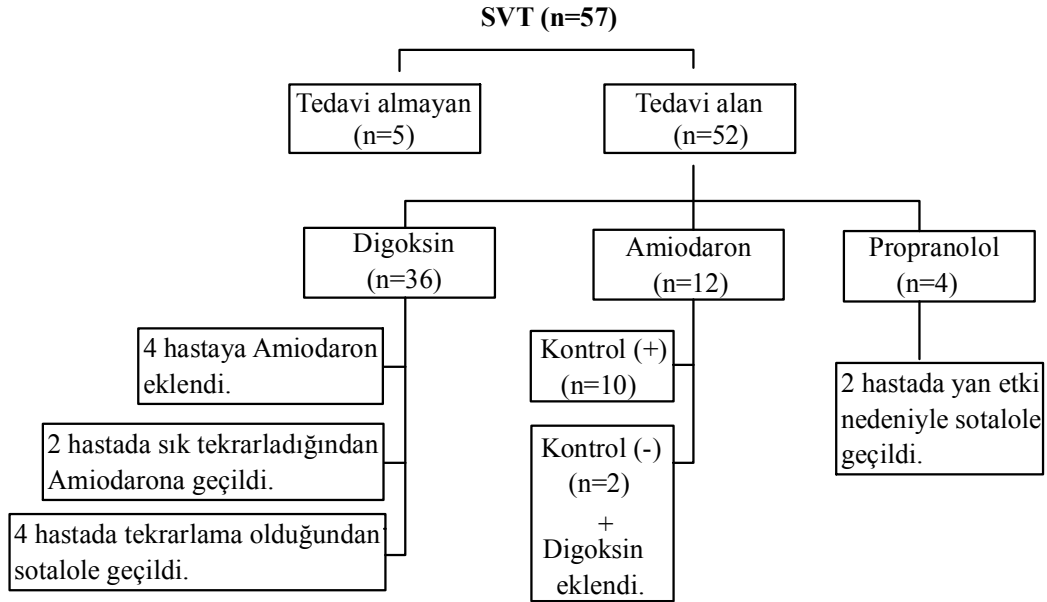 SVT (n=57)
Tedavi almayan
(n=5)
Tedavi alan
(n=52)
Digoksin
(n=36)
Amiodaron
(n=12)
Propranolol
(n=4)
4 hastaya Amiodaron
eklendi.
2 hastada sık tekrarladığından
Amiodarona geçildi.
4 hastada tekrarlama olduğundan
sotalole geçildi.
Kontrol (+)
(n=10)
Kontrol (-)
(n=2)
+
Digoksin
eklendi.
2 hastada yan etki
nedeniyle sotalole
geçildi.